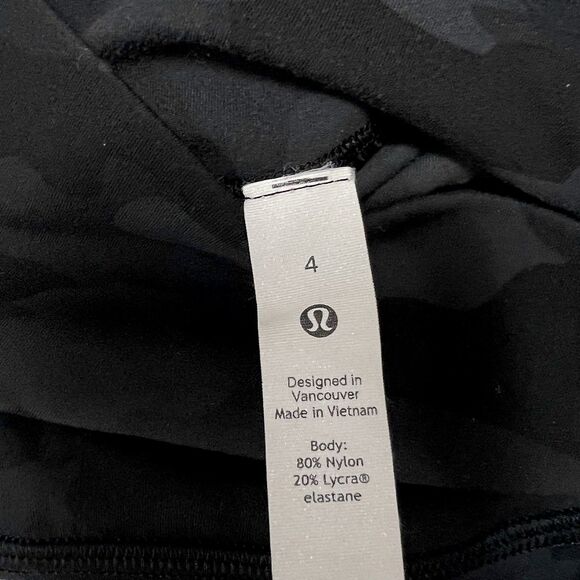 4
Designed in
Vancouver
Made in Vietnam
Body:
80% Nylon
20% Lycra®
elastane